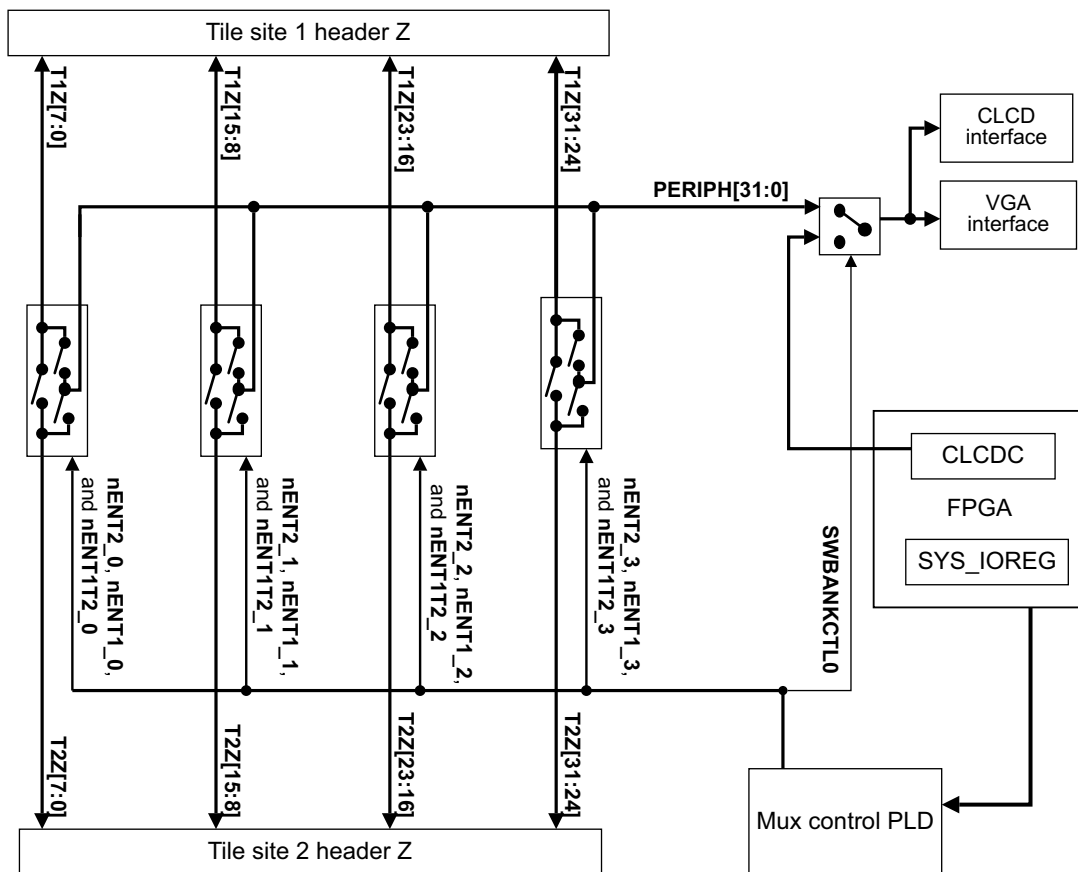 Tile site 1 header Z
T1Z[7:0]
T1Z[15:8]
T1Z[23:16]
T1Z[31:24]
PERIPH[31:0]
CLCD
interface
VGA
interface
nENT2_0, nENT1_0,
and nENT1T2_0
nENT2_1, nENT1_1,
and nENT1T2_1
nENT2_2, nENT1_2,
and nENT1T2_2
nENT2_3, nENT1_3,
and nENT1T2_3
SWBANKCTL0
CLCDC
FPGA
SYS_IOREG
T2Z[7:0]
T2Z[15:8]
T2Z[23:16]
T2Z[31:24]
Mux control PLD
Tile site 2 header Z